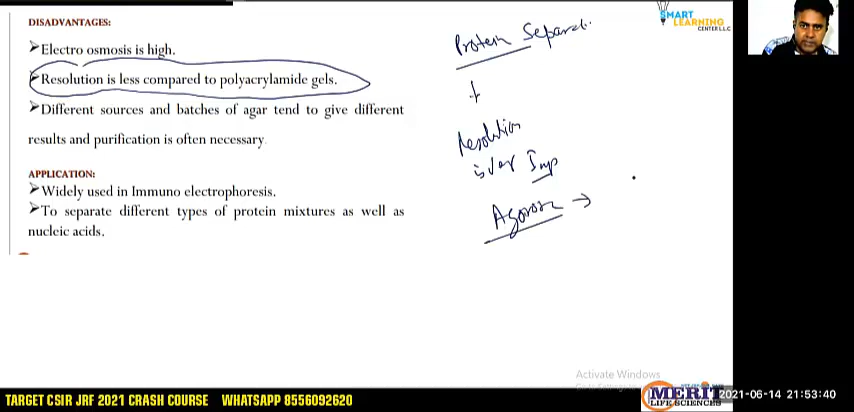 DISADVANTAGES:
➤Electro osmosis is high.
➤Resolution is less compared to polyacrylamide gels.
➤Different sources and batches of agar tend to give different
results and purification is often necessary.
APPLICATION:
➤Widely used in Immuno electrophoresis.
➤To separate different types of protein mixtures as well as
nucleic acids.
Protein Separati
+
Resolution
is Imp
→
SMART
LEARNING
CENTER L.L.C
Activate Windows
MERIT
LIFE SCIENCES
2021-06-14 21:53:40
TARGET CSIR JRF 2021 CRASH COURSE WHATSAPP 8556092620